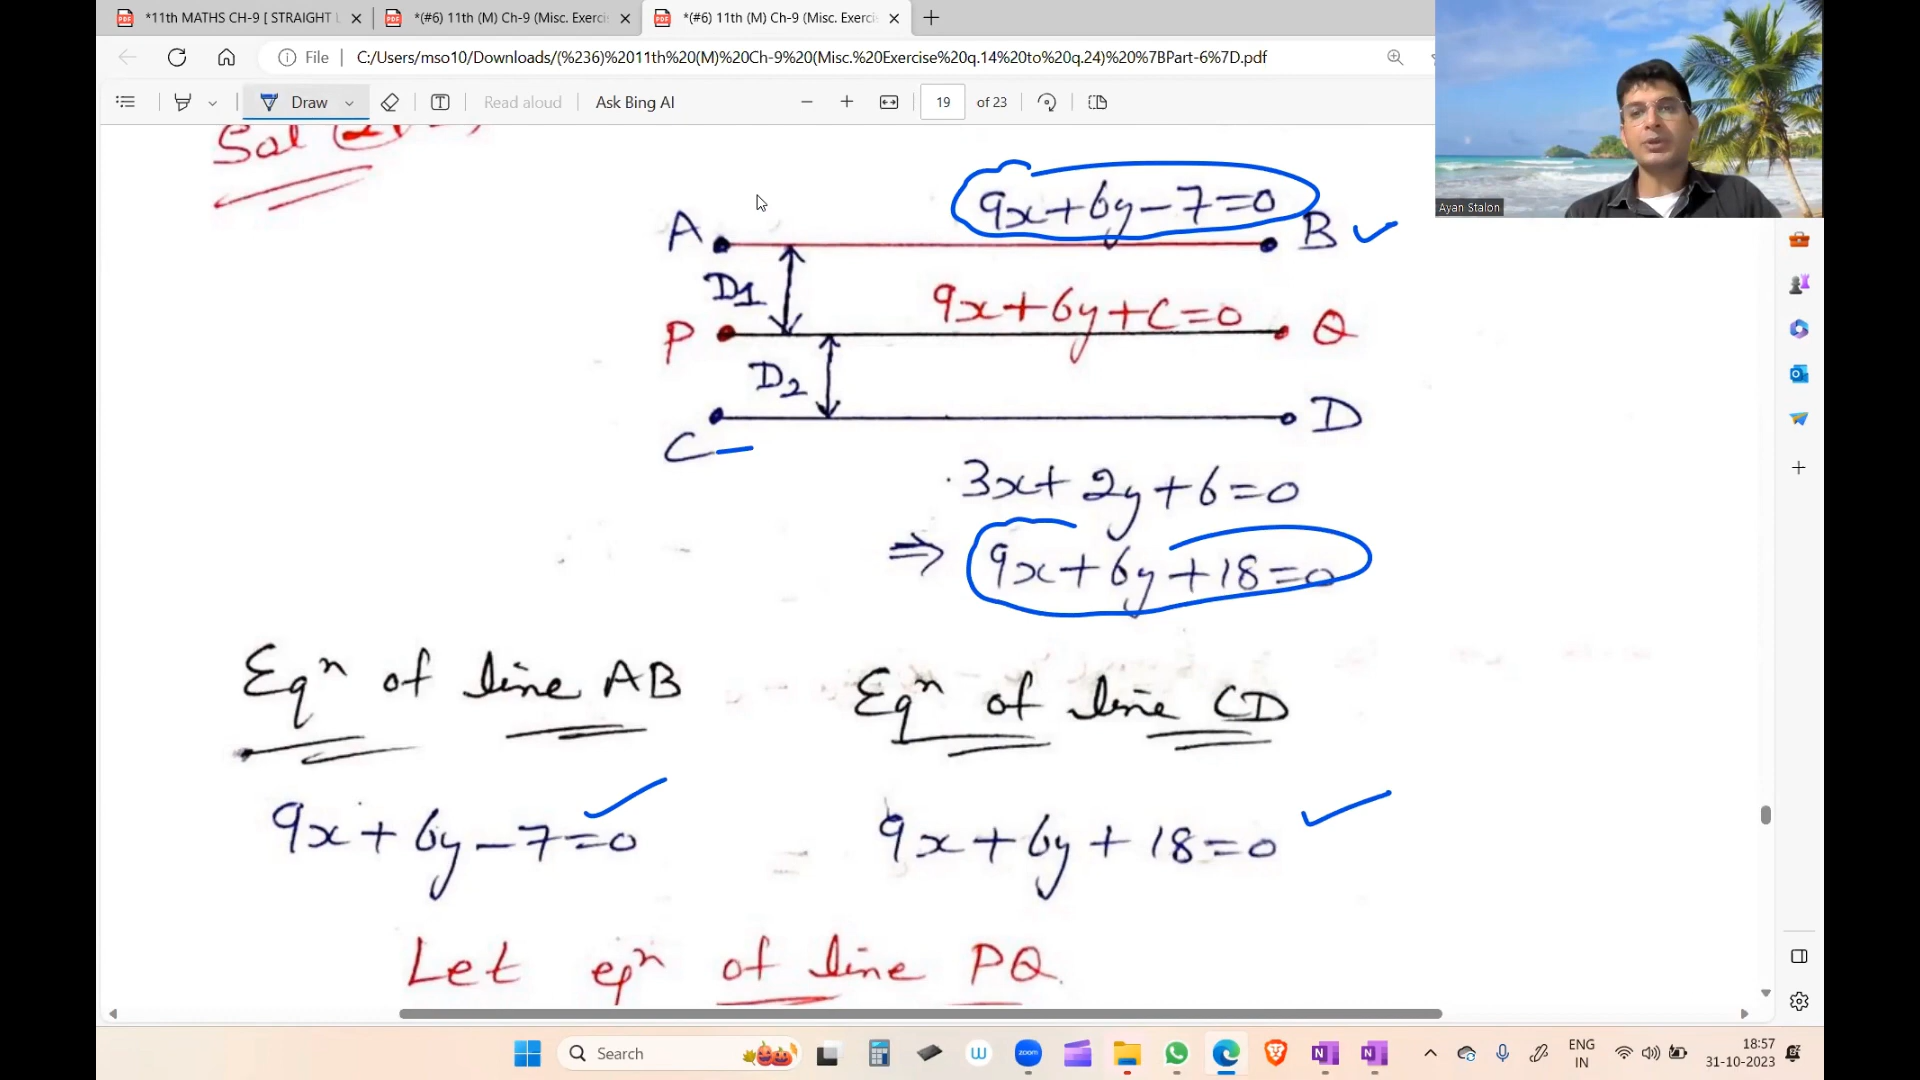 *11th MATHS CH-9 [ STRAIGHT L
*(#6) 11th (M) Ch-9 (Misc. Exerci
*(#6) 11th (M) Ch-9 (Misc. Exerci
File
C:/Users/mso10/Downloads/(%236)%2011th%20(M)%20Ch-9%20(Misc.%20Exercise%20q.14%20to%20q.24)%20%7BPart-6%7D.pdf
Draw
Read aloud
Ask Bing AI
19 of 23
Ayan Stalon
Sol
9x+6y-7=0
A
B
D1
9x+6y+C=0
P
Q
D2
C
D
3x+2y+6=0
⇒ 9x+6y+18=0
Eqⁿ of line AB
Eqⁿ of line CD
9x+6y-7=0
9x+6y+18=0
Let eqⁿ of line PQ
Search
zoom
ENG
IN
18:57
31-10-2023